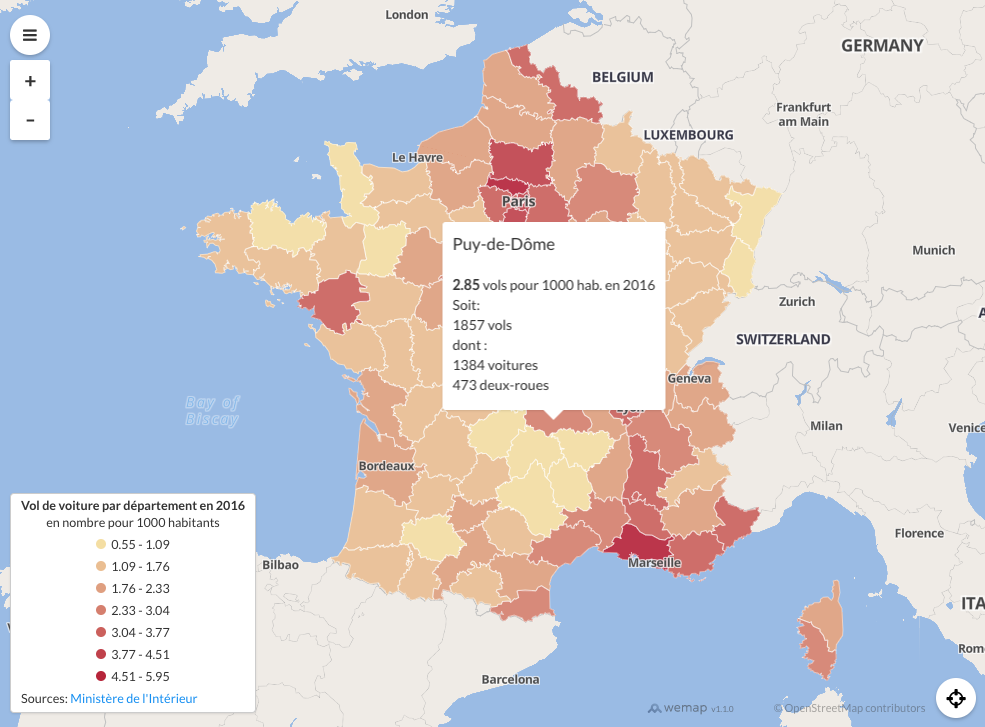 London
GERMANY
+
BELGIUM
-
Frankfurt
am Main
LUXEMBOURG
Le Havre
Paris
Puy-de-Dôme
2.85 vols pour 1000 hab. en 2016
Soit:
1857 vols
dont :
1384 voitures
473 deux-roues
Munich
Zurich
SWITZERLAND
Geneva
Lyon
Bay of
Biscay
Milan
Venice
Bordeaux
Vol de voiture par département en 2016
en nombre pour 1000 habitants
0.55 - 1.09
1.09 - 1.76
1.76 - 2.33
2.33 - 3.04
3.04 - 3.77
3.77 - 4.51
4.51 - 5.95
Sources: Ministère de l'Intérieur
Florence
Bilbao
Marseille
ITA
Rom
Barcelona
wemap v1.1.0
© OpenStreetMap contributors